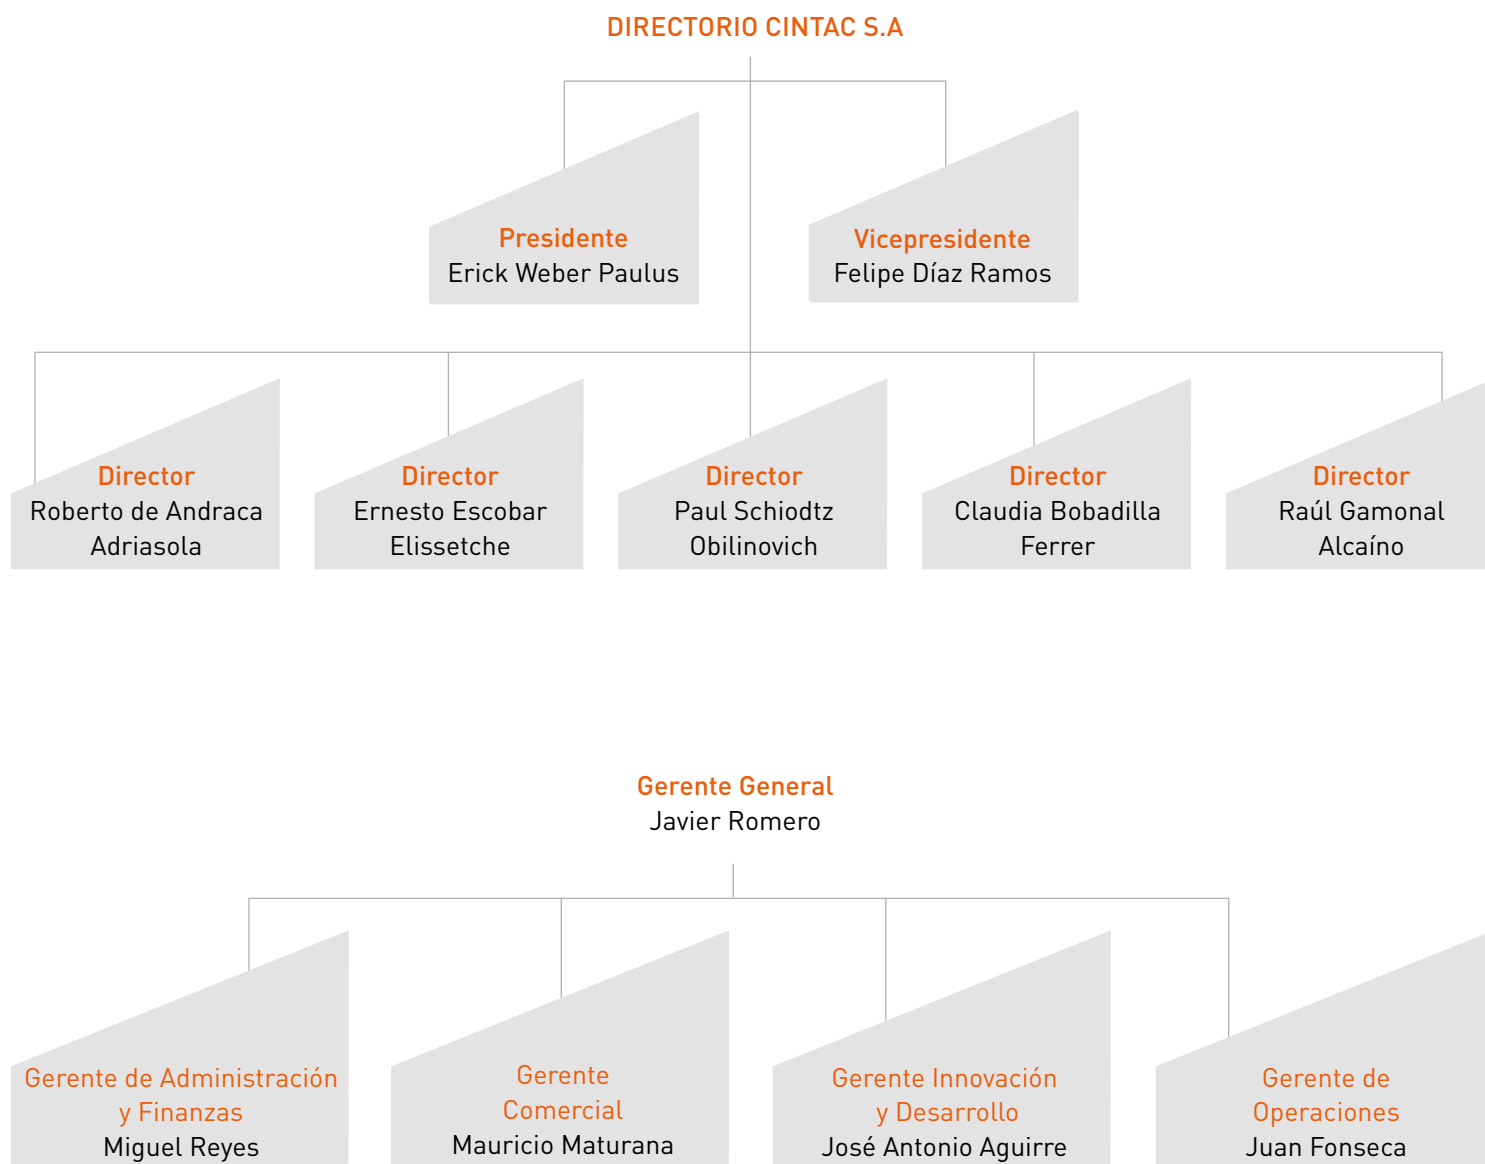 DIRECTORIO CINTAC S.A
Presidente
Erick Weber Paulus
Vicepresidente
Felipe Díaz Ramos
Director
Roberto de Andraca
Adriasola
Director
Ernesto Escobar
Elissetche
Director
Paul Schiodtz
Obilinovich
Director
Claudia Bobadilla
Ferrer
Director
Raúl Gamonal
Alcaíno
Gerente General
Javier Romero
Gerente de Administración
y Finanzas
Miguel Reyes
Gerente
Comercial
Mauricio Maturana
Gerente Innovación
y Desarrollo
José Antonio Aguirre
Gerente de
Operaciones
Juan Fonseca